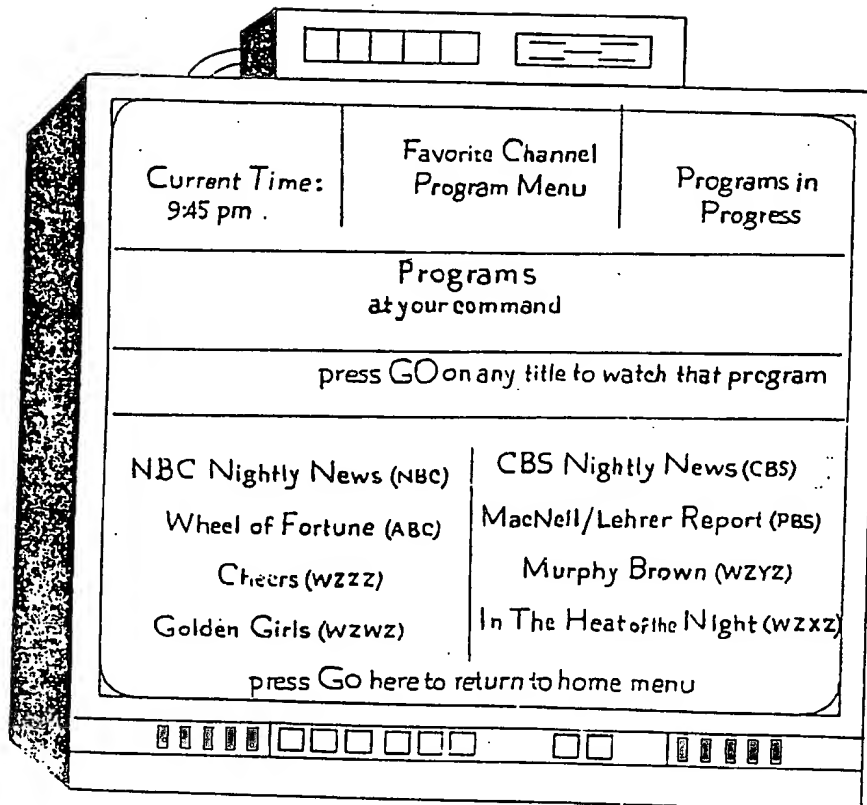 Current Time:
9:45 pm .
Favorite Channel
Program Menu
Programs in
Progress
Programs
at your command
press GO on any title to watch that program
NBC Nightly News (NBC)
Wheel of Fortune (ABC)
Cheers (WZZZ)
Golden Girls (WZWZ)
CBS Nightly News (CBS)
MacNeil/Lehrer Report (PBS)
Murphy Brown (WZYZ)
In The Heat of the Night (WZXZ)
press Go here to return to home menu